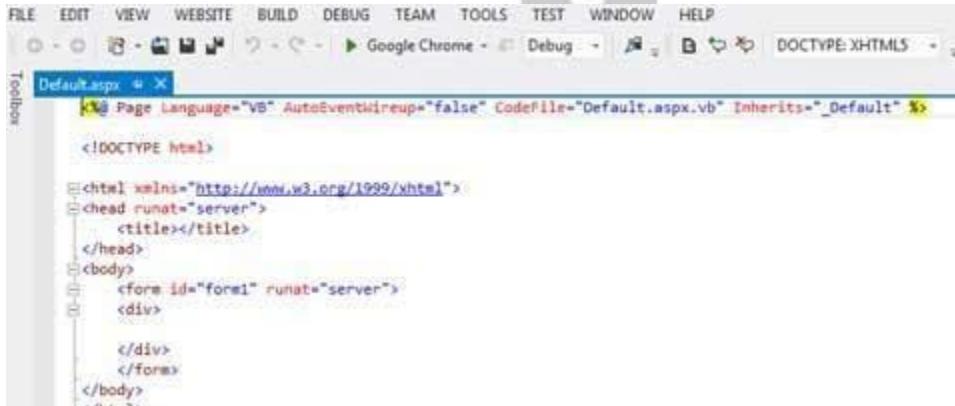 FILE EDIT VIEW WEBSITE BUILD DEBUG TEAM TOOLS TEST WINDOW HELP
Google Chrome Debug DOCTYPE: XHTML5
Toolbox
Default.aspx
<%@ Page Language="VB" AutoEventWireup="false" CodeFile="Default.aspx.vb" Inherits="_Default" %>
<!DOCTYPE html>
<html xmlns="http://www.w3.org/1999/xhtml">
<head runat="server">
<title></title>
</head>
<body>
<form id="form1" runat="server">
<div>
</div>
</form>
</body>